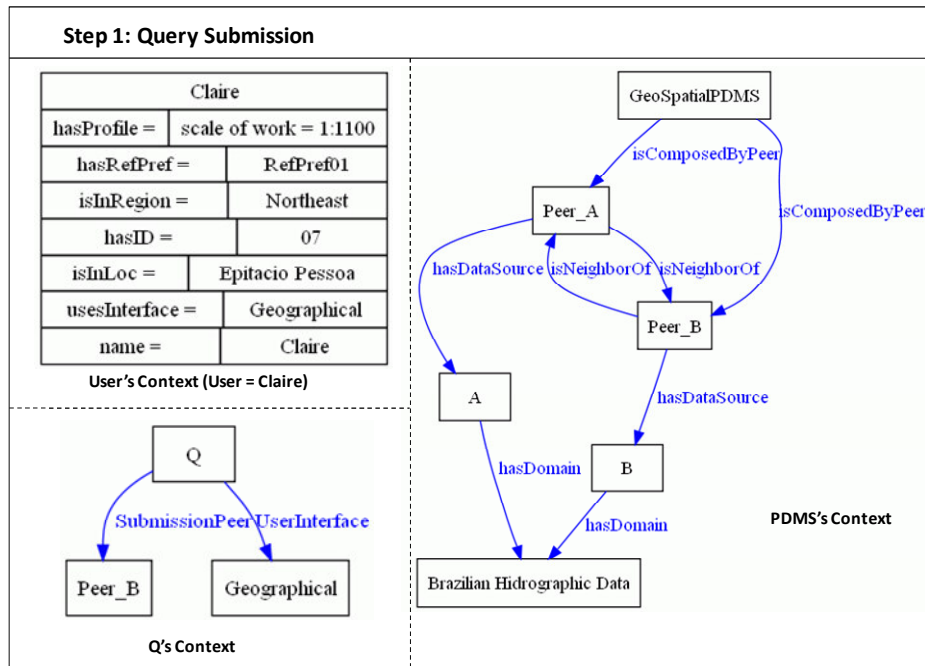 Step 1: Query Submission
Claire
hasProfile = scale of work = 1:1100
hasRefPref = RefPref01
isInRegion = Northeast
hasID = 07
isInLoc = Epitacio Pessoa
usesInterface = Geographical
name = Claire
User's Context (User = Claire)
Q
SubmissionPeer UserInterface
Peer_B Geographical
Q's Context
GeoSpatialPDMS
isComposedByPeer
Peer_A
isComposedByPeer
hasDataSource isNeighborOf isNeighborOf
Peer_B
A
hasDataSource
hasDomain
B
PDMS's Context
hasDomain
Brazilian Hidrographic Data